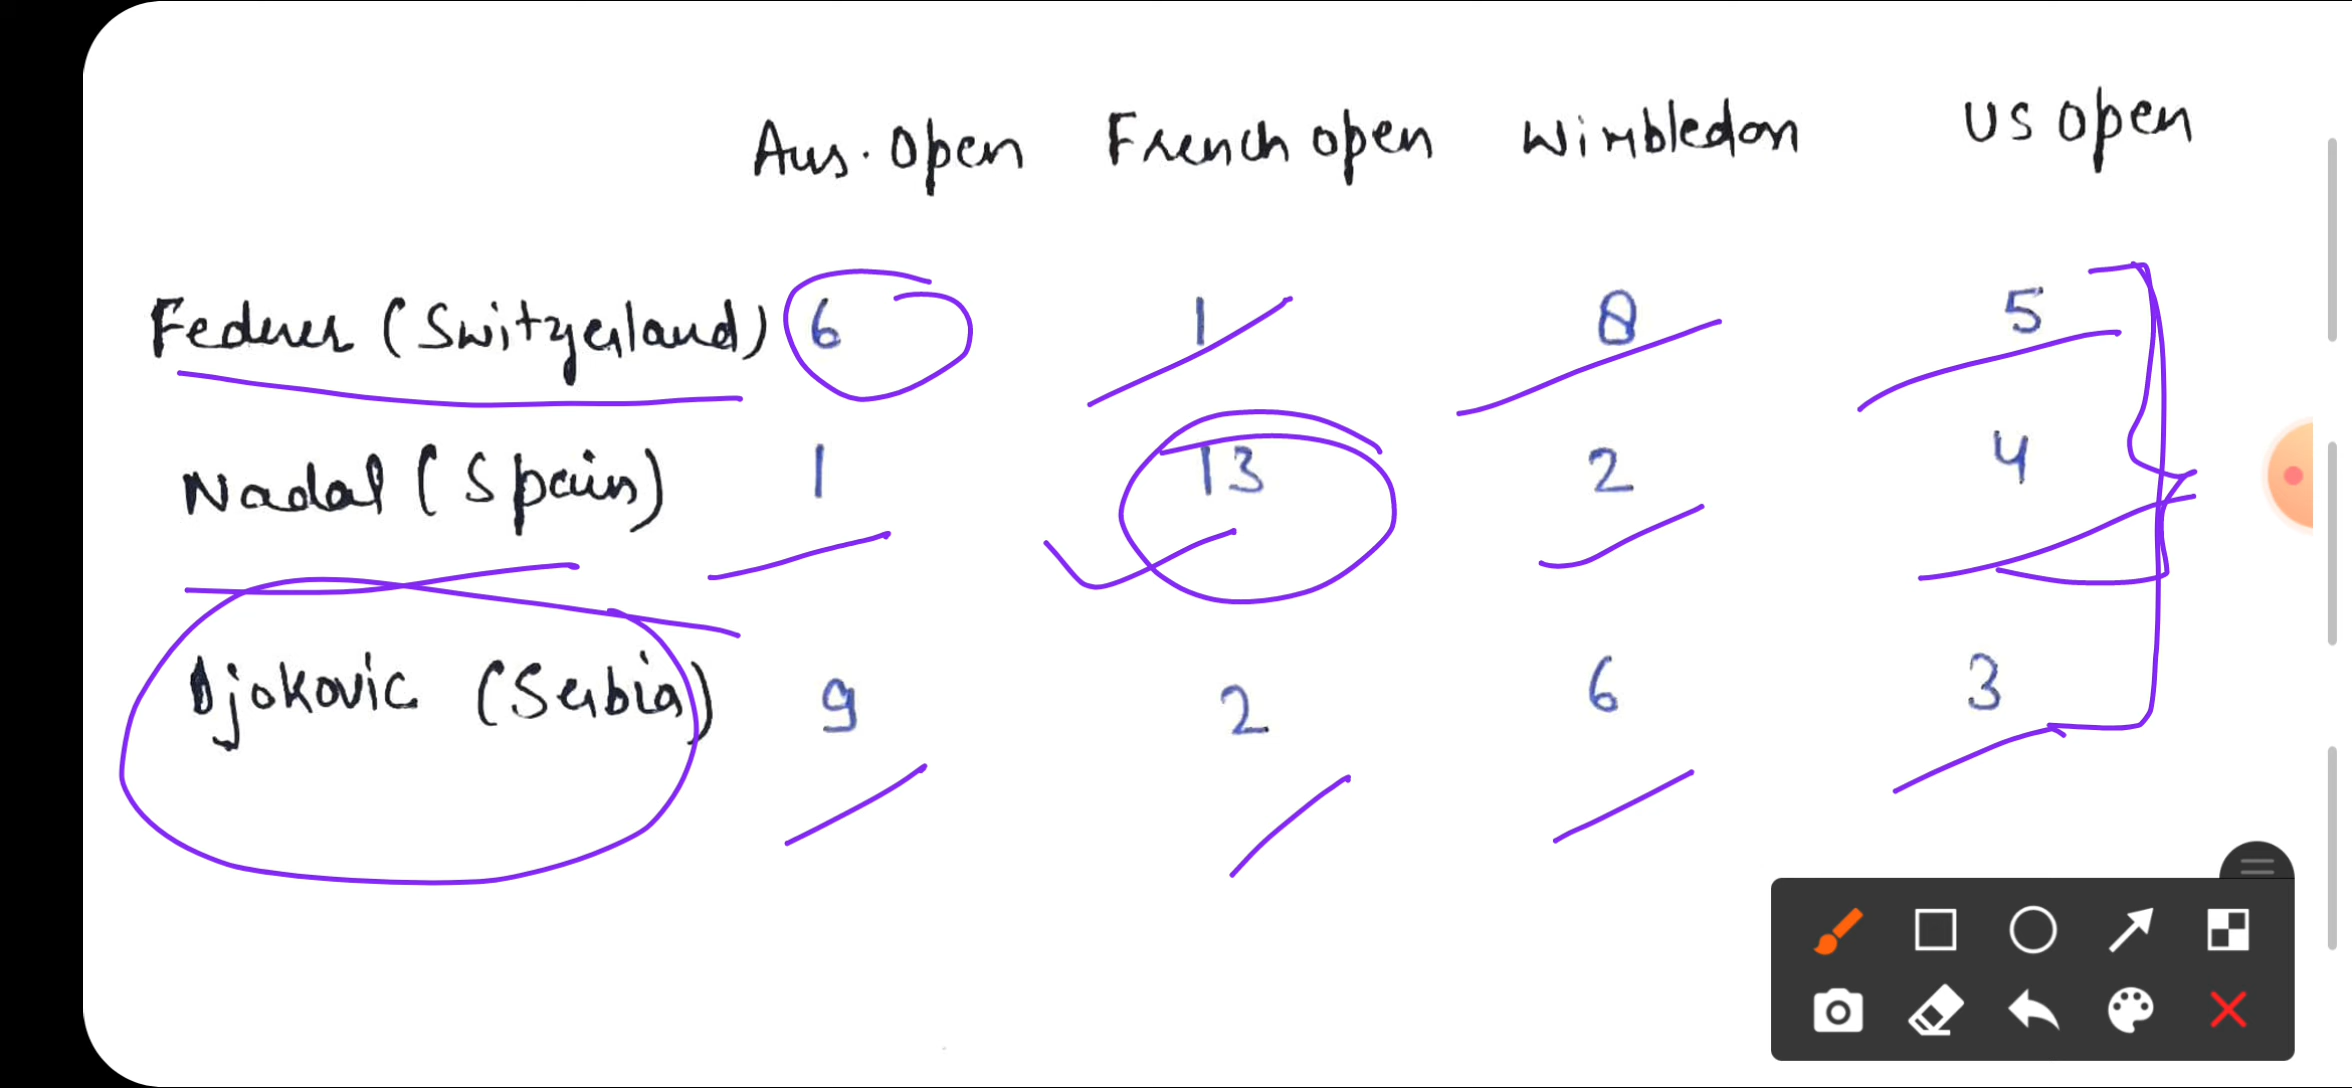 Aus. Open French open Wimbledon US open
Federer (Switzerland) 6 1 8 5
Nadal (Spain) 1 13 2 4
Djokovic (Serbia) 9 2 6 3